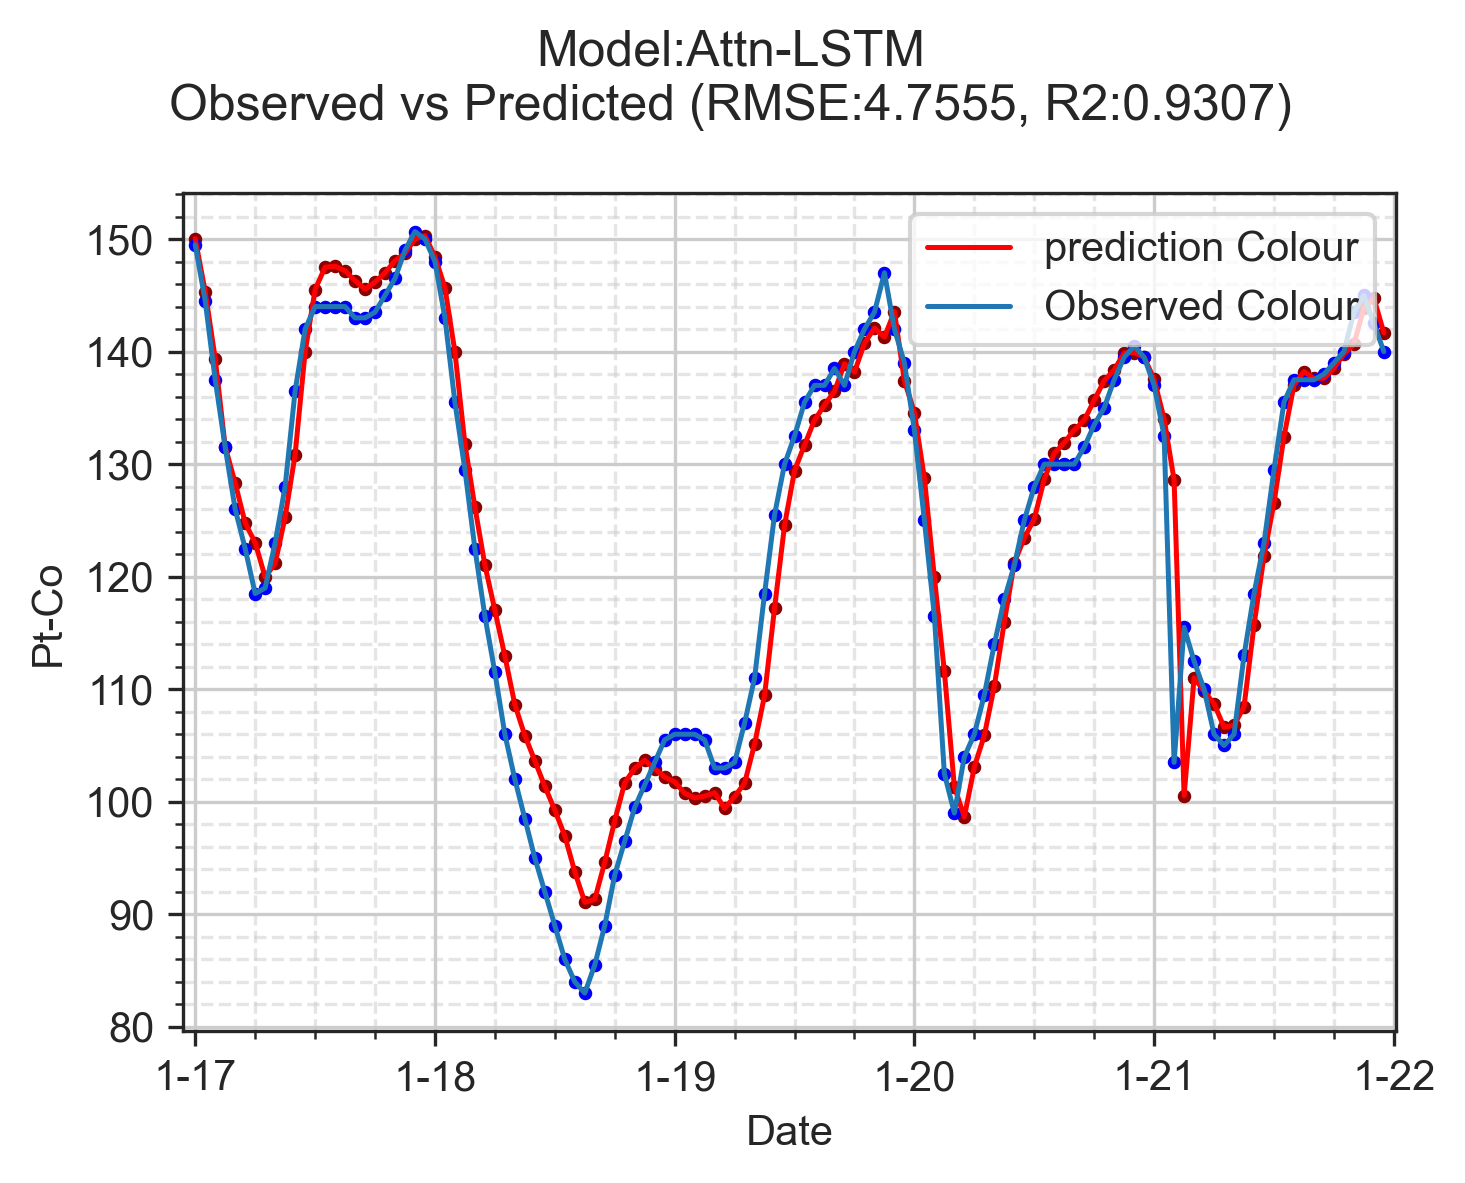 Model:Attn-LSTM
Observed vs Predicted (RMSE:4.7555, R2:0.9307)
prediction Colour
Observed Colour
150
140
130
120
110
100
90
80
Pt-Co
1-17
1-18
1-19
1-20
1-21
1-22
Date